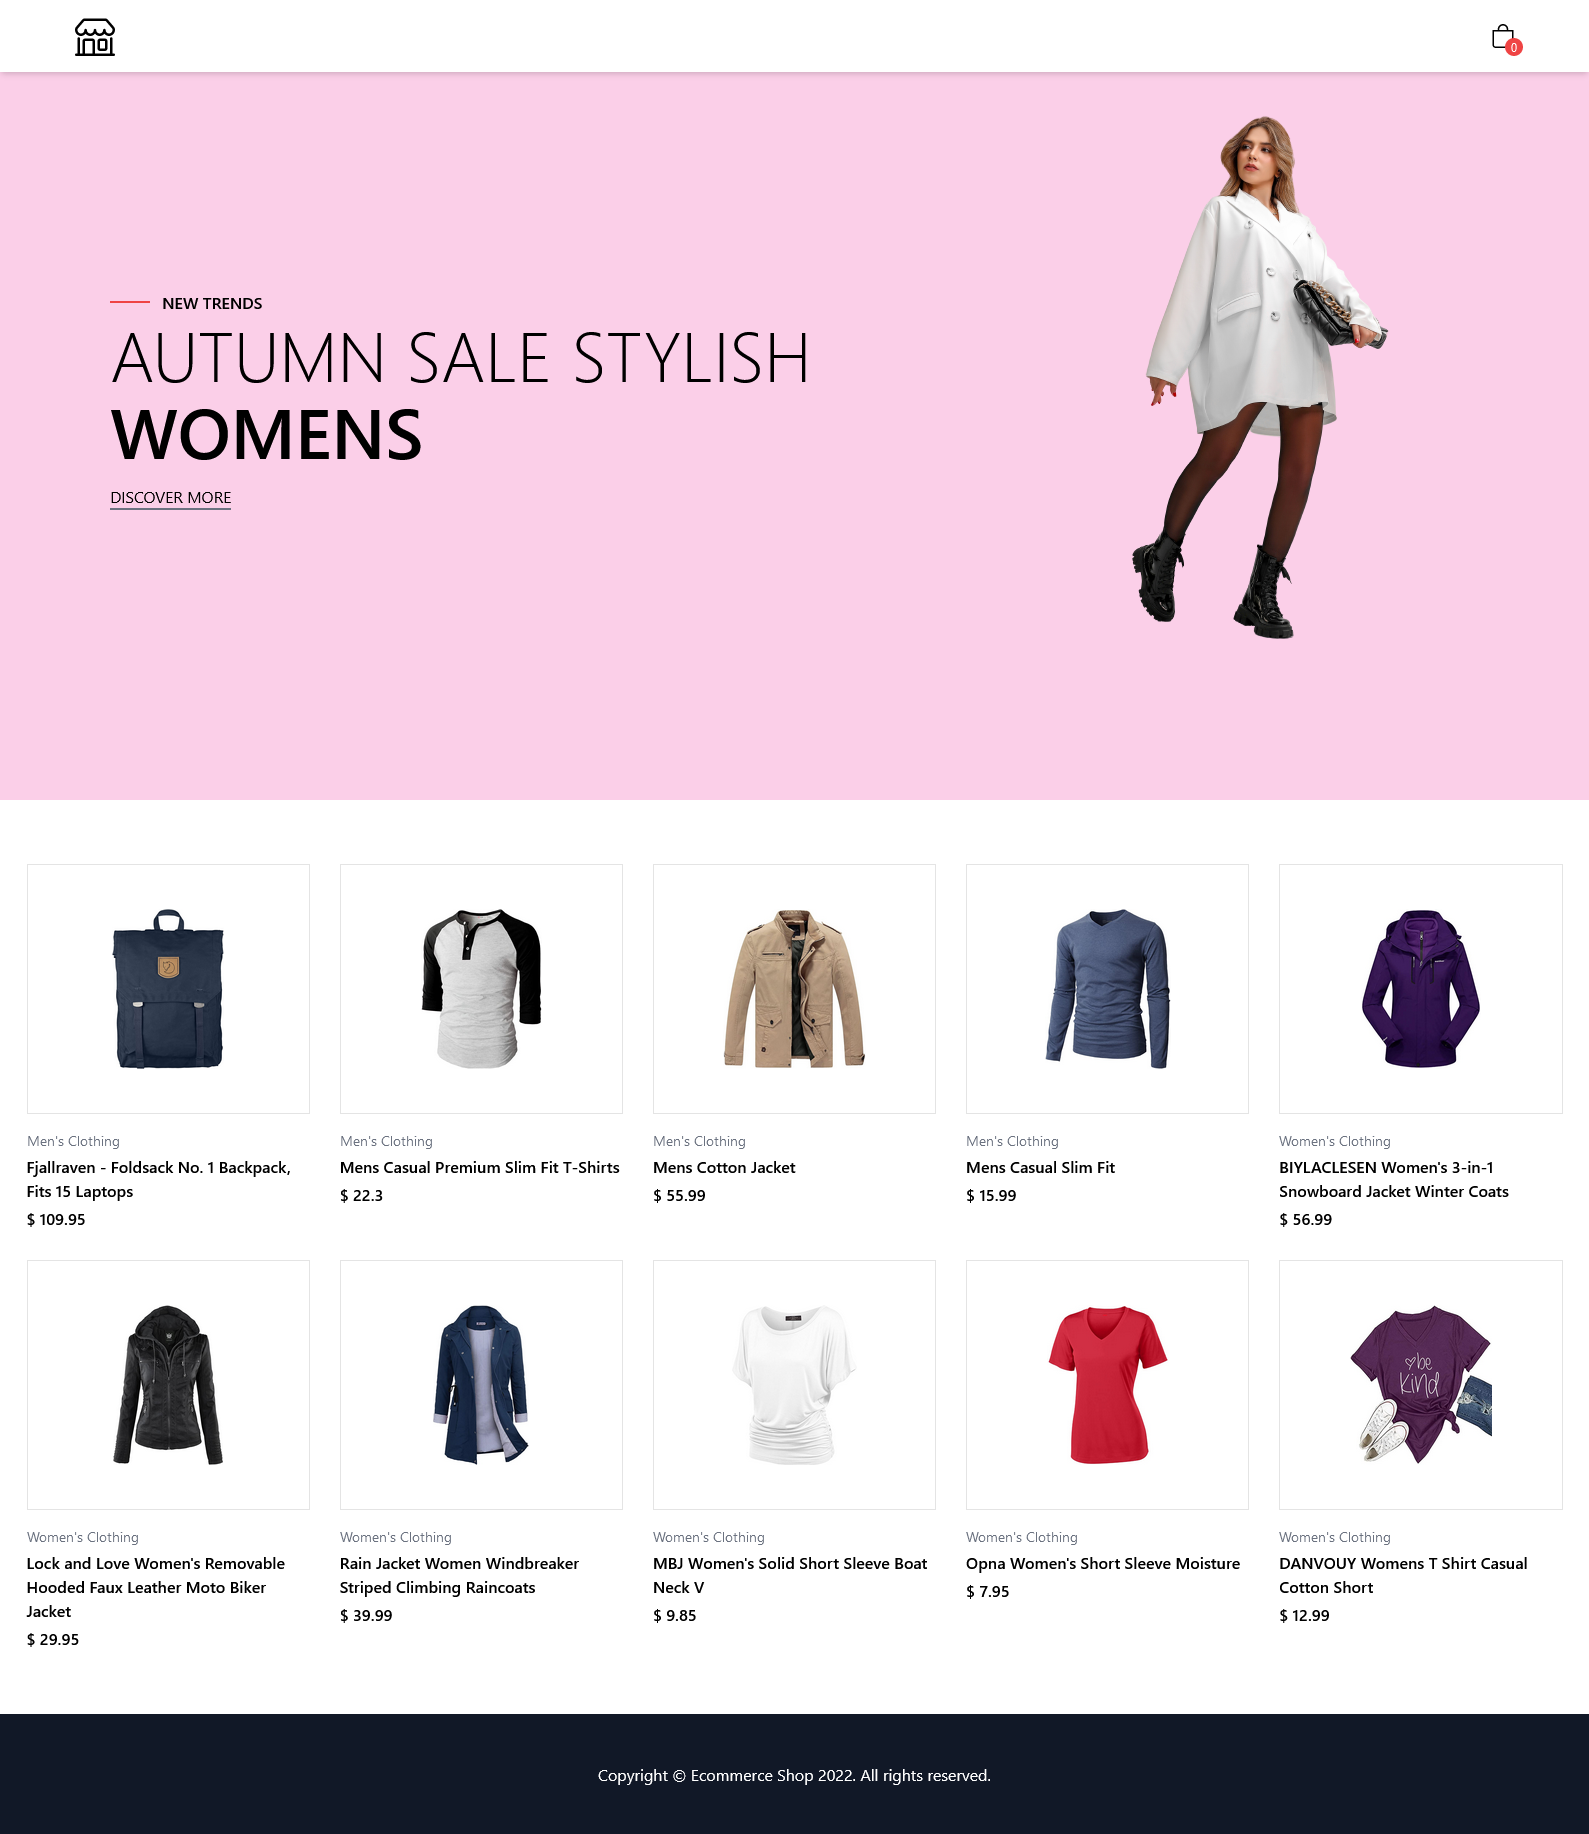 0
NEW TRENDS
AUTUMN SALE STYLISH
WOMENS
DISCOVER MORE
Men's Clothing
Fjallraven - Foldsack No. 1 Backpack,
Fits 15 Laptops
$ 109.95
Men's Clothing
Mens Casual Premium Slim Fit T-Shirts
$ 22.3
Men's Clothing
Mens Cotton Jacket
$ 55.99
Men's Clothing
Mens Casual Slim Fit
$ 15.99
Women's Clothing
BIYLACLESEN Women's 3-in-1
Snowboard Jacket Winter Coats
$ 56.99
be
kind
Women's Clothing
Lock and Love Women's Removable
Hooded Faux Leather Moto Biker
Jacket
$ 29.95
Women's Clothing
Rain Jacket Women Windbreaker
Striped Climbing Raincoats
$ 39.99
Women's Clothing
MBJ Women's Solid Short Sleeve Boat
Neck V
$ 9.85
Women's Clothing
Opna Women's Short Sleeve Moisture
$ 7.95
Women's Clothing
DANVOUY Womens T Shirt Casual
Cotton Short
$ 12.99
Copyright © Ecommerce Shop 2022. All rights reserved.